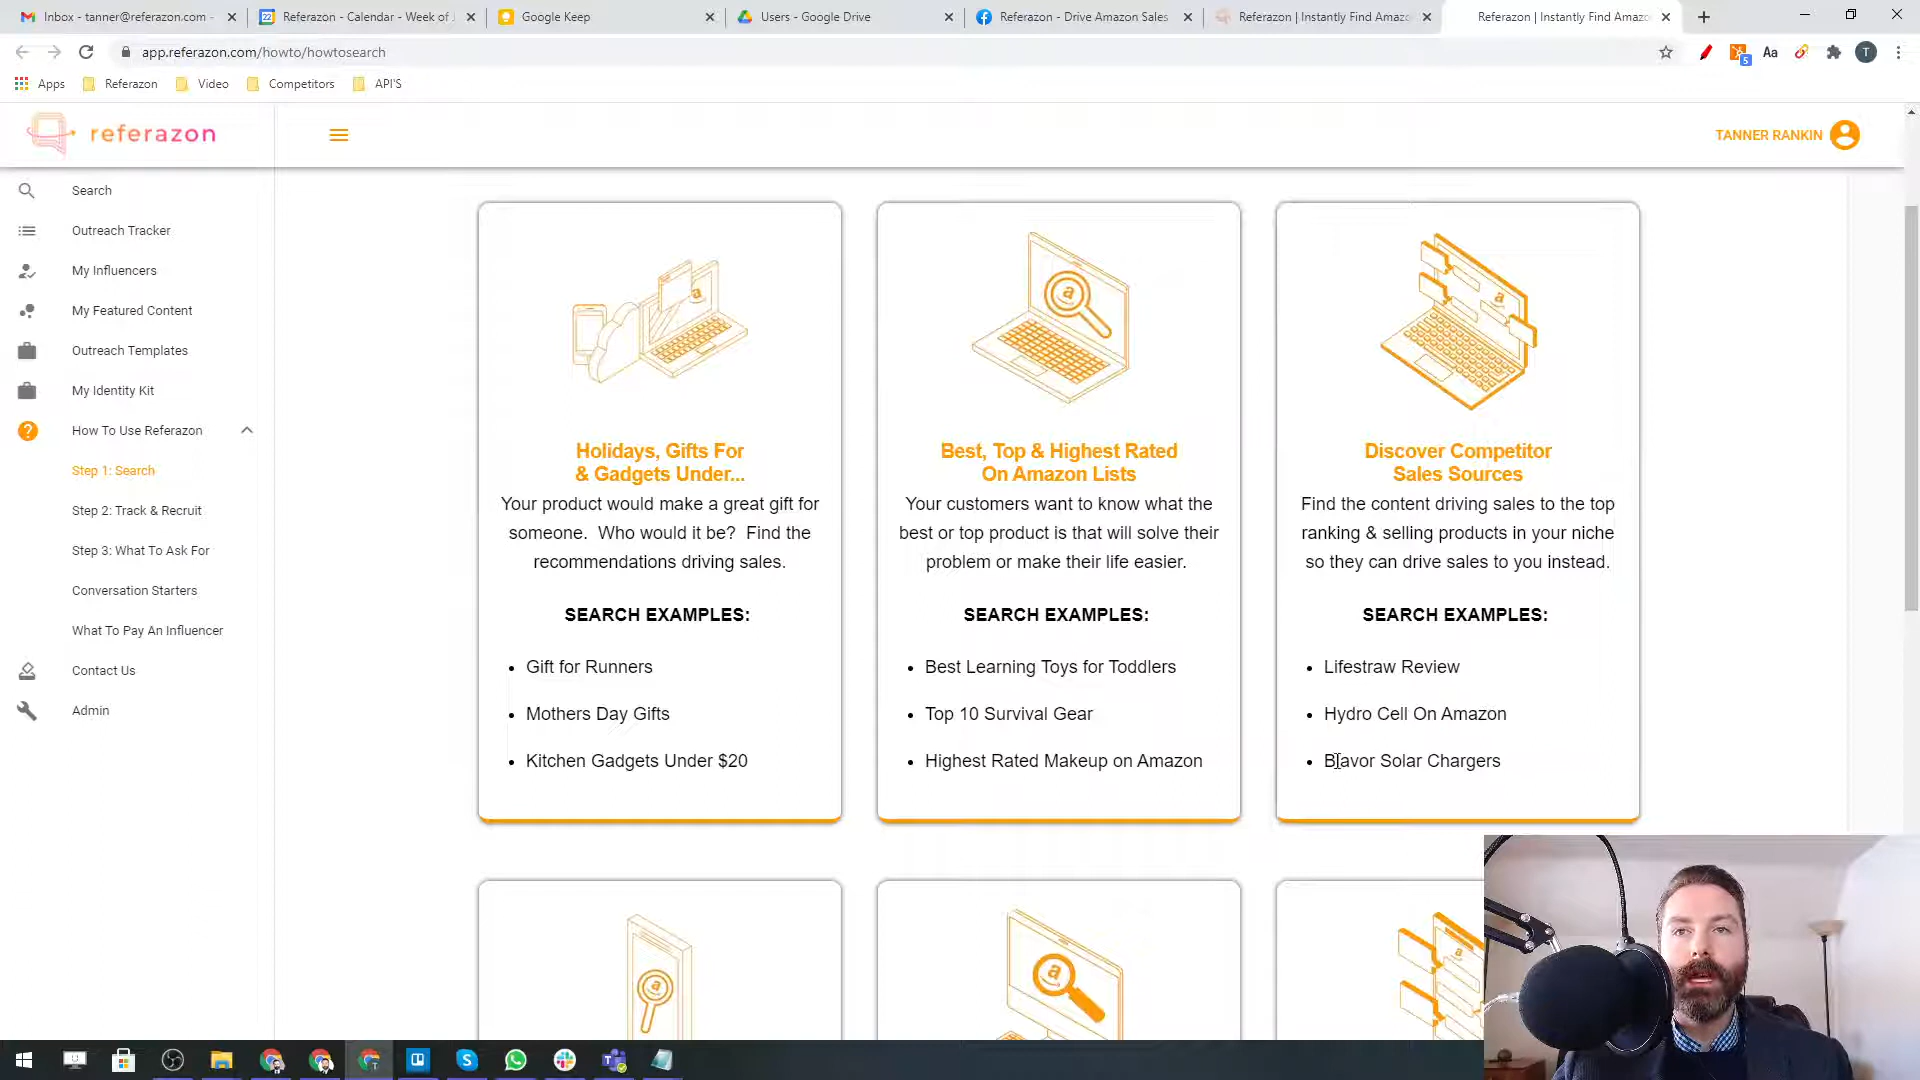 Inbox - tanner@referazon.com -
Referazon - Calendar - Week of
Google Keep
Users - Google Drive
Referazon - Drive Amazon Sales
Referazon | Instantly Find Amazo
Referazon | Instantly Find Amazo
app.referazon.com/howto/howtosearch
5
Aa
T
Apps
Referazon
Video
Competitors
API'S
referazon
TANNER RANKIN
Search
Outreach Tracker
My Influencers
My Featured Content
Outreach Templates
My Identity Kit
How To Use Referazon
Step 1: Search
Step 2: Track & Recruit
Step 3: What To Ask For
Conversation Starters
What To Pay An Influencer
Contact Us
Admin
Holidays, Gifts For
& Gadgets Under...
Your product would make a great gift for
someone. Who would it be? Find the
recommendations driving sales.
SEARCH EXAMPLES:
• Gift for Runners
• Mothers Day Gifts
• Kitchen Gadgets Under $20
Best, Top & Highest Rated
On Amazon Lists
Your customers want to know what the
best or top product is that will solve their
problem or make their life easier.
SEARCH EXAMPLES:
• Best Learning Toys for Toddlers
• Top 10 Survival Gear
• Highest Rated Makeup on Amazon
Discover Competitor
Sales Sources
Find the content driving sales to the top
ranking & selling products in your niche
so they can drive sales to you instead.
SEARCH EXAMPLES:
• Lifestraw Review
• Hydro Cell On Amazon
• Blavor Solar Chargers